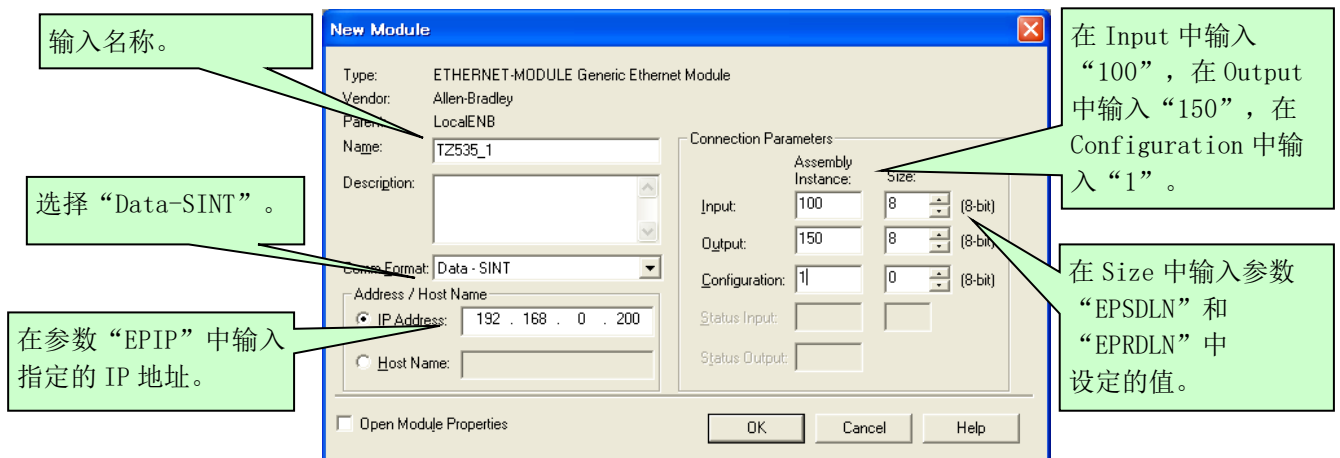 输入名称。
选择“Data-SINT”。
在参数“EPIP”中输入
指定的 IP 地址。
New Module
Type: ETHERNET-MODULE Generic Ethernet Module
Vendor: Allen-Bradley
Parent: LocalENB
Name: TZ535_1
Description:
Comm Format: Data - SINT
Address / Host Name
IP Address: 192 . 168 . 0 . 200
Host Name:
Connection Parameters
Assembly
Instance: Size:
Input: 100 8 (8-bit)
Output: 150 8 (8-bit)
Configuration: 1 0 (8-bit)
Status Input:
Status Output:
Open Module Properties
OK Cancel Help
在 Input 中输入
“100”，在 Output
中输入“150”，在
Configuration 中输
入“1”。
在 Size 中输入参数
“EPSDLN”和
“EPRDLN”中
设定的值。